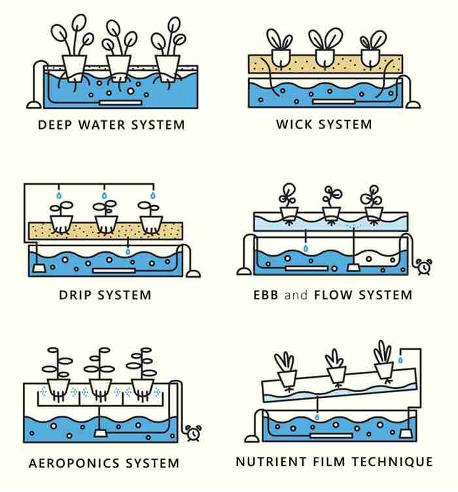 DEEP WATER SYSTEM
WICK SYSTEM
DRIP SYSTEM
EBB and FLOW SYSTEM
AEROPONICS SYSTEM
NUTRIENT FILM TECHNIQUE